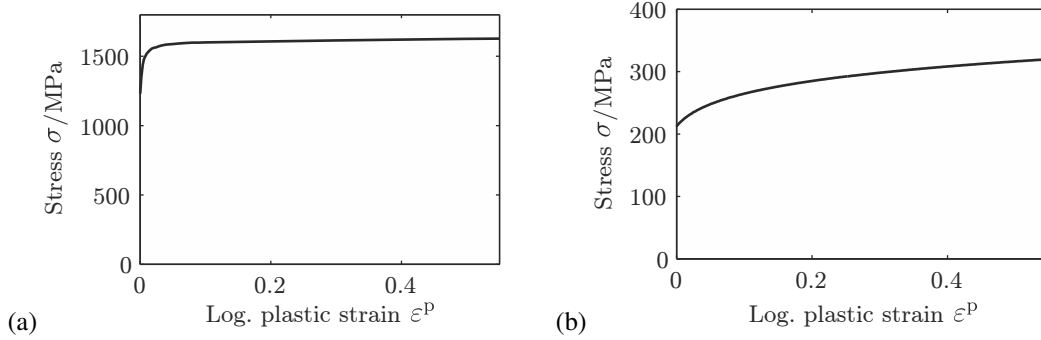 1500
1000
500
0
Stress σ/MPa
0
0.2
0.4
Log. plastic strain εᵖ
(a)
400
300
200
100
0
Stress σ/MPa
0
0.2
0.4
Log. plastic strain εᵖ
(b)